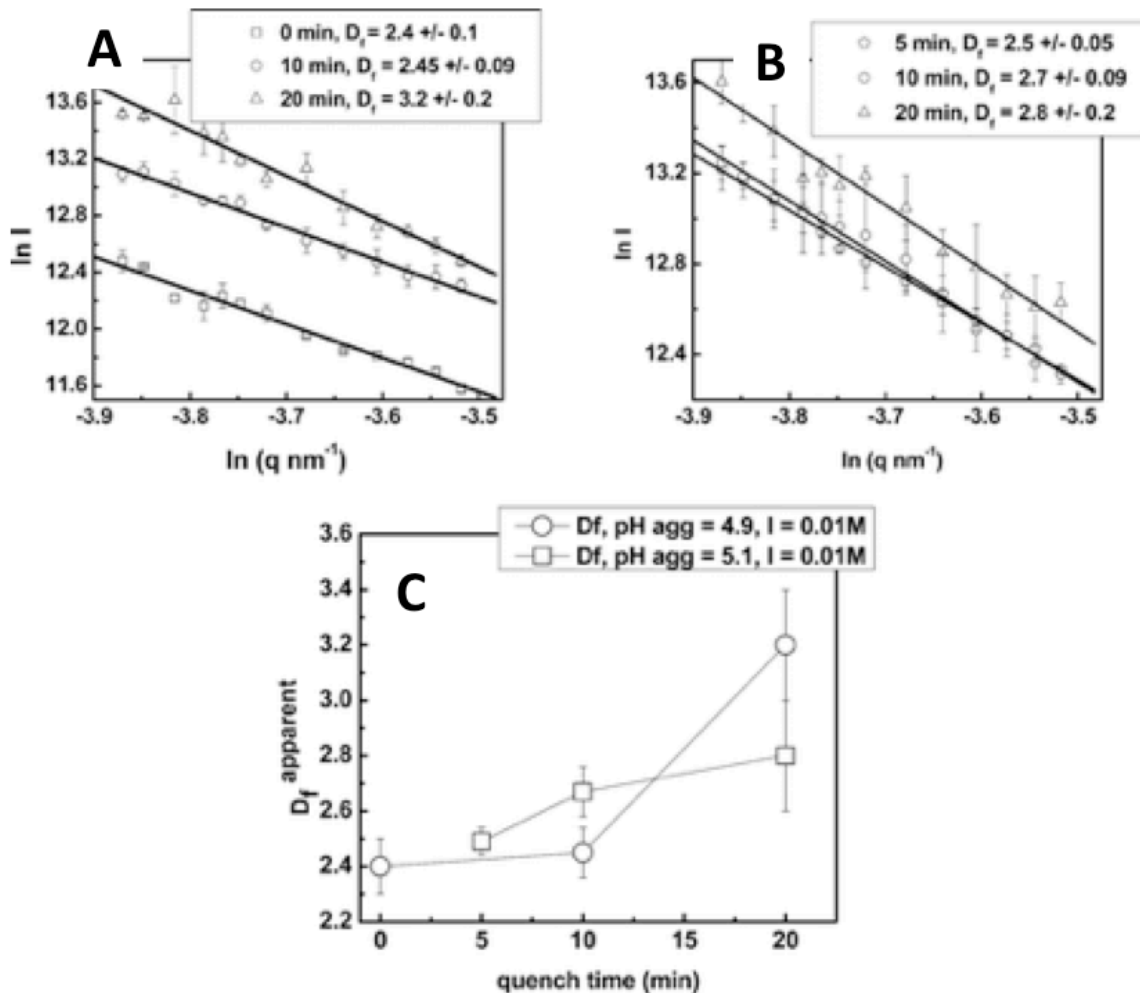 A
0 min, Df = 2.4 +/- 0.1
10 min, Df = 2.45 +/- 0.09
20 min, Df = 3.2 +/- 0.2
ln I
13.6
13.2
12.8
12.4
12.0
11.6
-3.9 -3.8 -3.7 -3.6 -3.5
ln (q nm-1)
B
5 min, Df = 2.5 +/- 0.05
10 min, Df = 2.7 +/- 0.09
20 min, Df = 2.8 +/- 0.2
ln I
13.6
13.2
12.8
12.4
-3.9 -3.8 -3.7 -3.6 -3.5
ln (q nm-1)
C
Df, pH agg = 4.9, I = 0.01M
Df, pH agg = 5.1, I = 0.01M
Df apparent
3.6
3.4
3.2
3.0
2.8
2.6
2.4
2.2
0 5 10 15 20
quench time (min)